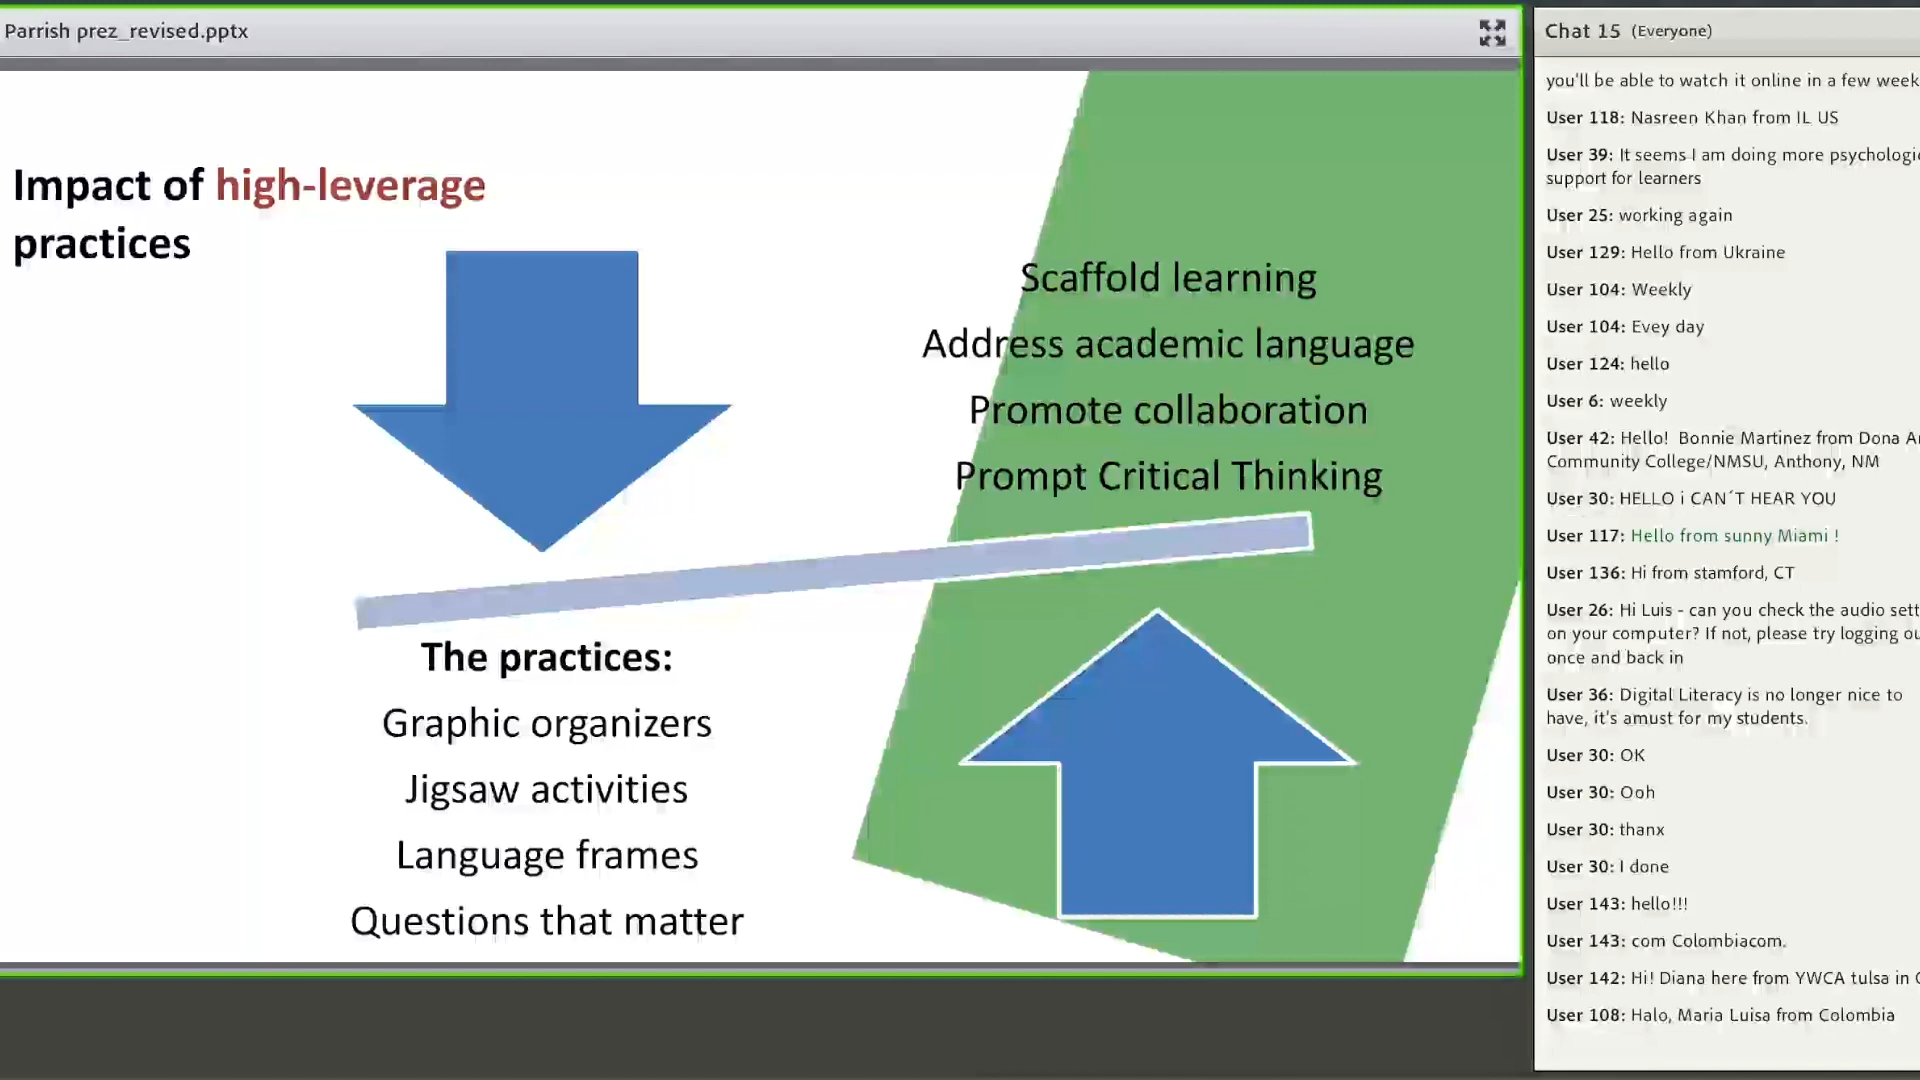 Parrish prez_revised.pptx
Impact of high-leverage
practices
Scaffold learning
Address academic language
Promote collaboration
Prompt Critical Thinking
The practices:
Graphic organizers
Jigsaw activities
Language frames
Questions that matter
Chat 15 (Everyone)
you'll be able to watch it online in a few week
User 118: Nasreen Khan from IL US
User 39: It seems I am doing more
support for learners
User 25: working again
User 129: Hello from Ukraine
User 104: Weekly
User 104: Evey day
User 124: hello
User 6: weekly
User 42: Hello!  Bonnie Martinez from Dona
Community College/NMSU, Anthony, NM
User 30: HELLO i CAN´T HEAR YOU
User 117: Hello from sunny Miami !
User 136: Hi from stamford, CT
User 26: Hi Luis - can you check the audio
on your computer? If not, please try logging
once and back in
User 36: Digital Literacy is no longer nice to
have, it's amust for my students.
User 30: OK
User 30: Ooh
User 30: thanx
User 30: I done
User 143: hello!!!
User 143: com Colombiacom.
User 142: Hi! Diana here from YWCA tulsa in
User 108: Halo, Maria Luisa from Colombia